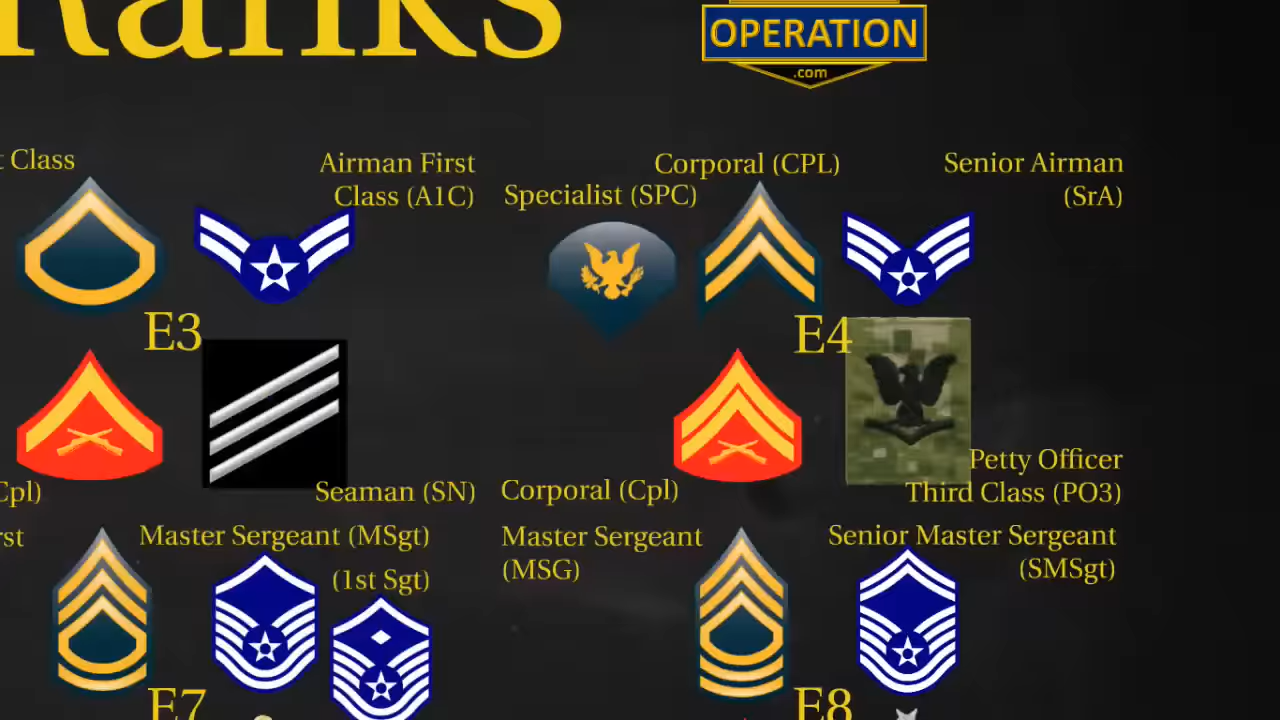 Ranks
OPERATION
.com
t Class
Airman First
Class (A1C)
Specialist (SPC)
Corporal (CPL)
Senior Airman
(SrA)
E3
E4
Cpl)
Seaman (SN)
Corporal (Cpl)
Petty Officer
Third Class (PO3)
rst
Master Sergeant (MSgt)
(1st Sgt)
Master Sergeant
(MSG)
Senior Master Sergeant
(SMSgt)
E7
E8